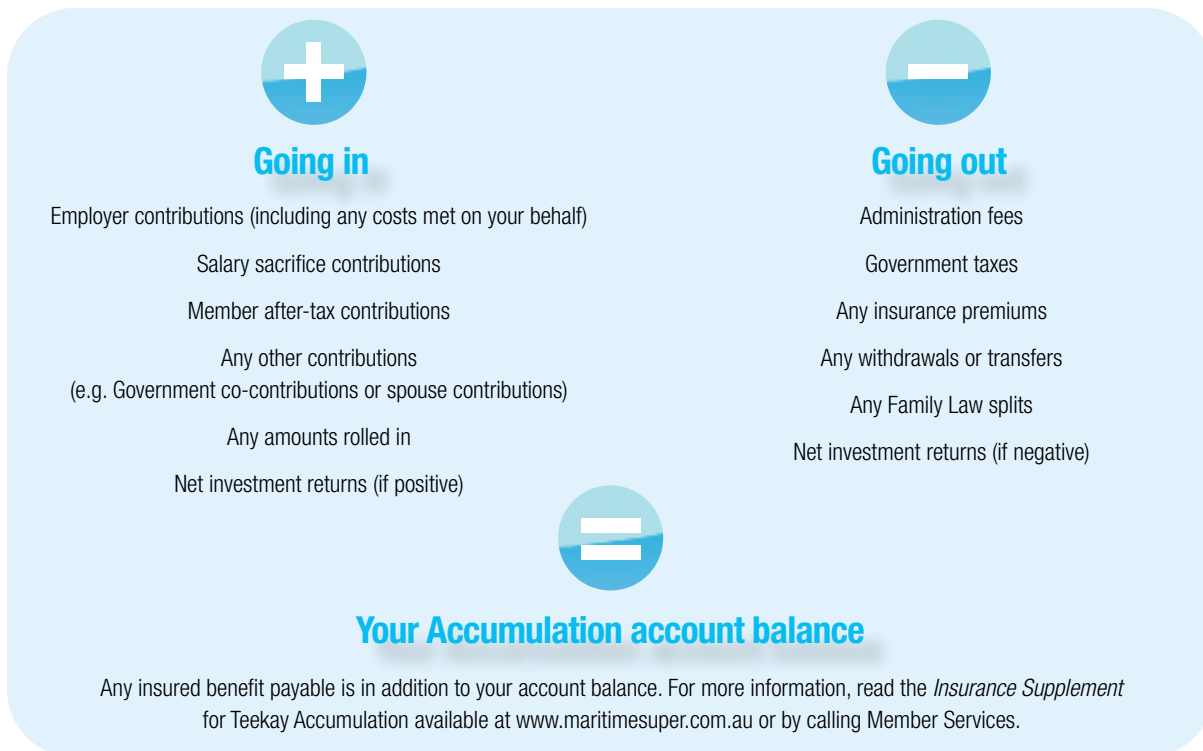 Going in
Employer contributions (including any costs met on your behalf)
Salary sacrifice contributions
Member after-tax contributions
Any other contributions
(e.g. Government co-contributions or spouse contributions)
Any amounts rolled in
Net investment returns (if positive)
Going out
Administration fees
Government taxes
Any insurance premiums
Any withdrawals or transfers
Any Family Law splits
Net investment returns (if negative)
Your Accumulation account balance
Any insured benefit payable is in addition to your account balance. For more information, read the Insurance Supplement
for Teekay Accumulation available at www.maritimesuper.com.au or by calling Member Services.